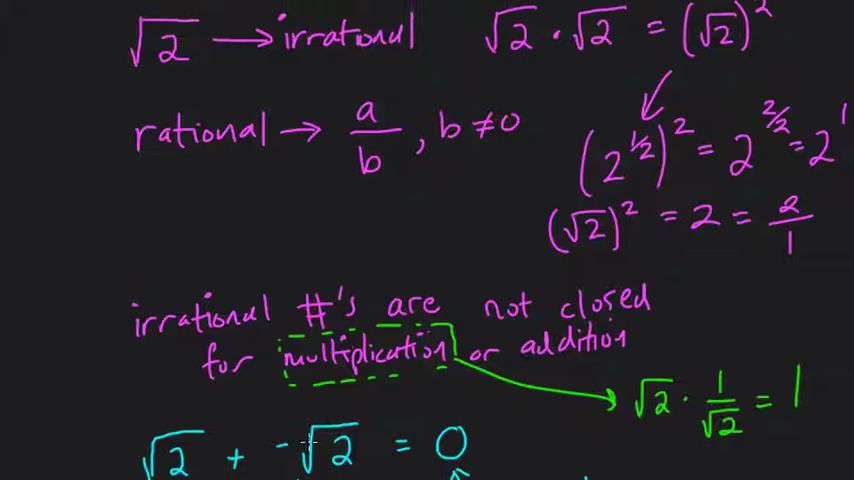 √2 → irrational
√2 · √2 = (√2)²
rational → a/b, b ≠ 0
(2^{1/2})² = 2^{2/2} = 2¹
(√2)² = 2 = 2/1
irrational #'s are not closed
for multiplication or addition
√2 · 1/√2 = 1
√2 + -√2 = 0